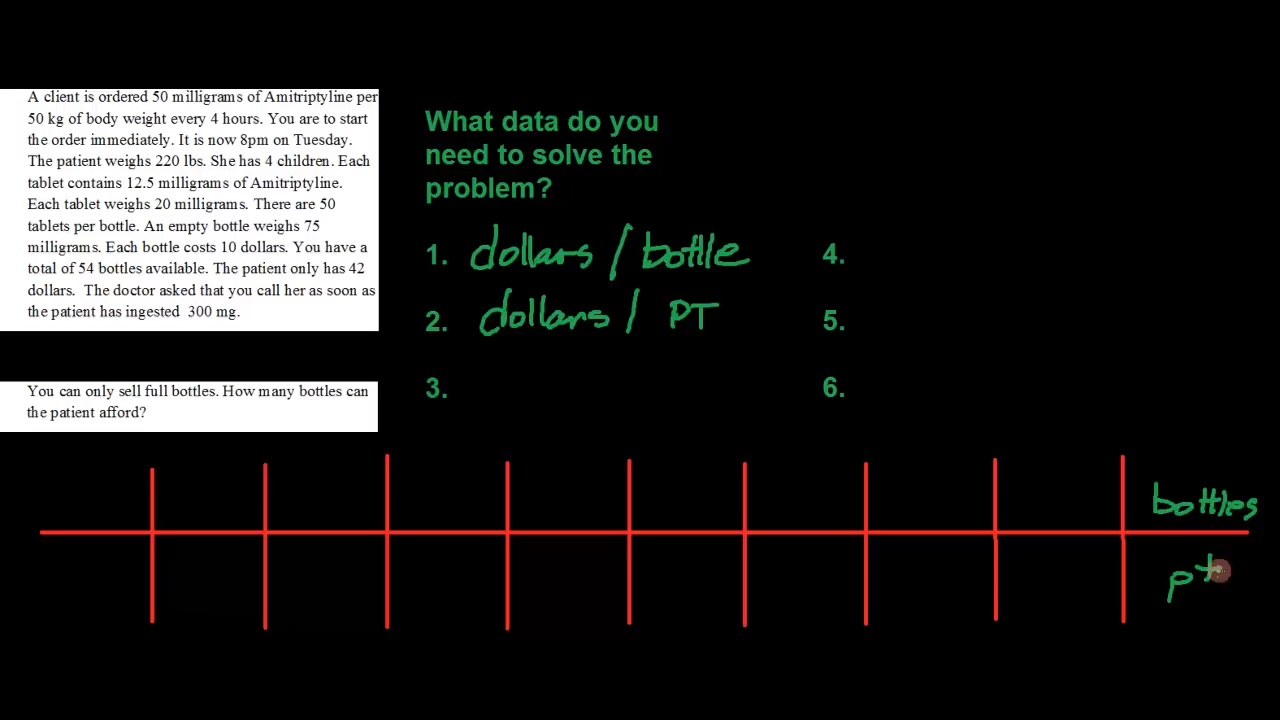 A client is ordered 50 milligrams of Amitriptyline per
50 kg of body weight every 4 hours. You are to start
the order immediately. It is now 8pm on Tuesday.
The patient weighs 220 lbs. She has 4 children. Each
tablet contains 12.5 milligrams of Amitriptyline.
Each tablet weighs 20 milligrams. There are 50
tablets per bottle. An empty bottle weighs 75
milligrams. Each bottle costs 10 dollars. You have a
total of 54 bottles available. The patient only has 42
dollars. The doctor asked that you call her as soon as
the patient has ingested 300 mg.
You can only sell full bottles. How many bottles can
the patient afford?
What data do you
need to solve the
problem?
1. dollars / bottle
2. dollars / PT
3.
4.
5.
6.
bottles
pt